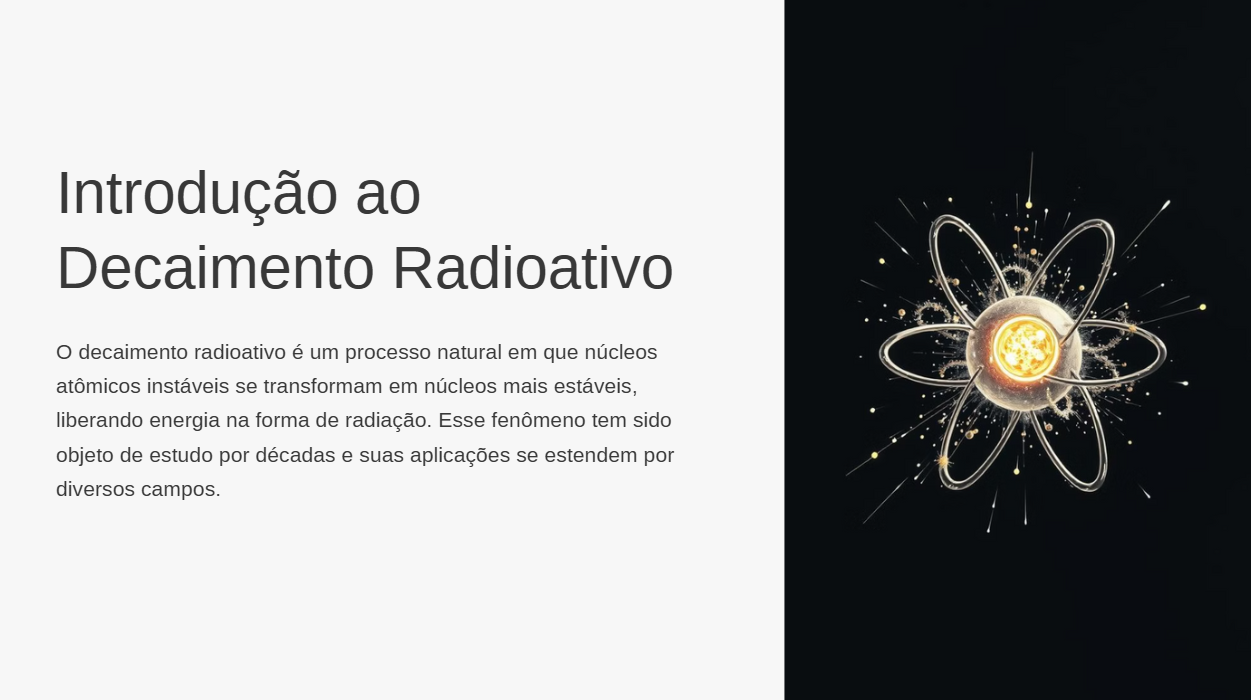 Introdução ao
Decaimento Radioativo
O decaimento radioativo é um processo natural em que núcleos
atômicos instáveis se transformam em núcleos mais estáveis,
liberando energia na forma de radiação. Esse fenômeno tem sido
objeto de estudo por décadas e suas aplicações se estendem por
diversos campos.